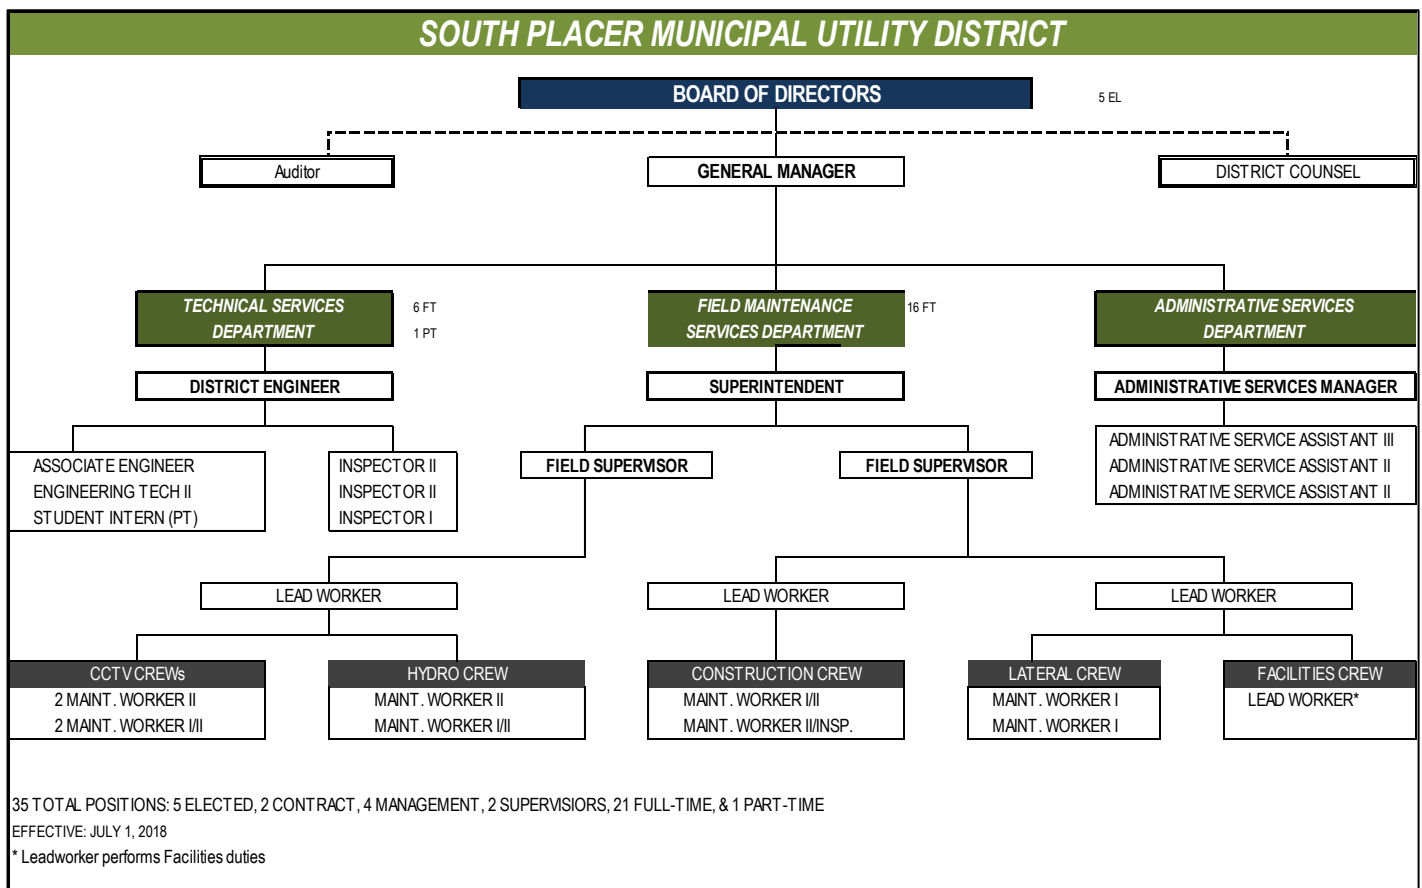 SOUTH PLACER MUNICIPAL UTILITY DISTRICT
BOARD OF DIRECTORS
5 EL
Auditor
GENERAL MANAGER
DISTRICT COUNSEL
TECHNICAL SERVICES
DEPARTMENT
6 FT
1 PT
FIELD MAINTENANCE
SERVICES DEPARTMENT
16 FT
ADMINISTRATIVE SERVICES
DEPARTMENT
DISTRICT ENGINEER
SUPERINTENDENT
ADMINISTRATIVE SERVICES MANAGER
ASSOCIATE ENGINEER
ENGINEERING TECH II
STUDENT INTERN (PT)
INSPECTOR II
INSPECTOR II
INSPECTOR I
FIELD SUPERVISOR
FIELD SUPERVISOR
ADMINISTRATIVE SERVICE ASSISTANT III
ADMINISTRATIVE SERVICE ASSISTANT II
ADMINISTRATIVE SERVICE ASSISTANT II
LEAD WORKER
LEAD WORKER
LEAD WORKER
CCTV CREWs
2 MAINT. WORKER II
2 MAINT. WORKER I/II
HYDRO CREW
MAINT. WORKER II
MAINT. WORKER I/II
CONSTRUCTION CREW
MAINT. WORKER I/II
MAINT. WORKER II/INSP.
LATERAL CREW
MAINT. WORKER I
MAINT. WORKER I
FACILITIES CREW
LEAD WORKER*
35 TOTAL POSITIONS: 5 ELECTED, 2 CONTRACT, 4 MANAGEMENT, 2 SUPERVISIORS, 21 FULL-TIME, & 1 PART-TIME
EFFECTIVE: JULY 1, 2018
* Leadworker performs Facilities duties